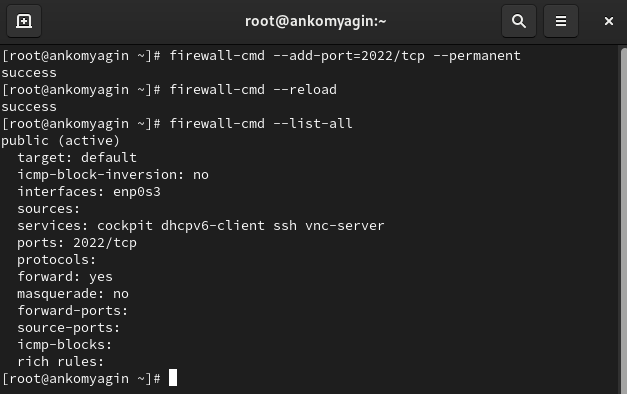 root@ankomyagin:~
[root@ankomyagin ~]# firewall-cmd --add-port=2022/tcp --permanent
success
[root@ankomyagin ~]# firewall-cmd --reload
success
[root@ankomyagin ~]# firewall-cmd --list-all
public (active)
  target: default
  icmp-block-inversion: no
  interfaces: enp0s3
  sources:
  services: cockpit dhcpv6-client ssh vnc-server
  ports: 2022/tcp
  protocols:
  forward: yes
  masquerade: no
  forward-ports:
  source-ports:
  icmp-blocks:
  rich rules:
[root@ankomyagin ~]#